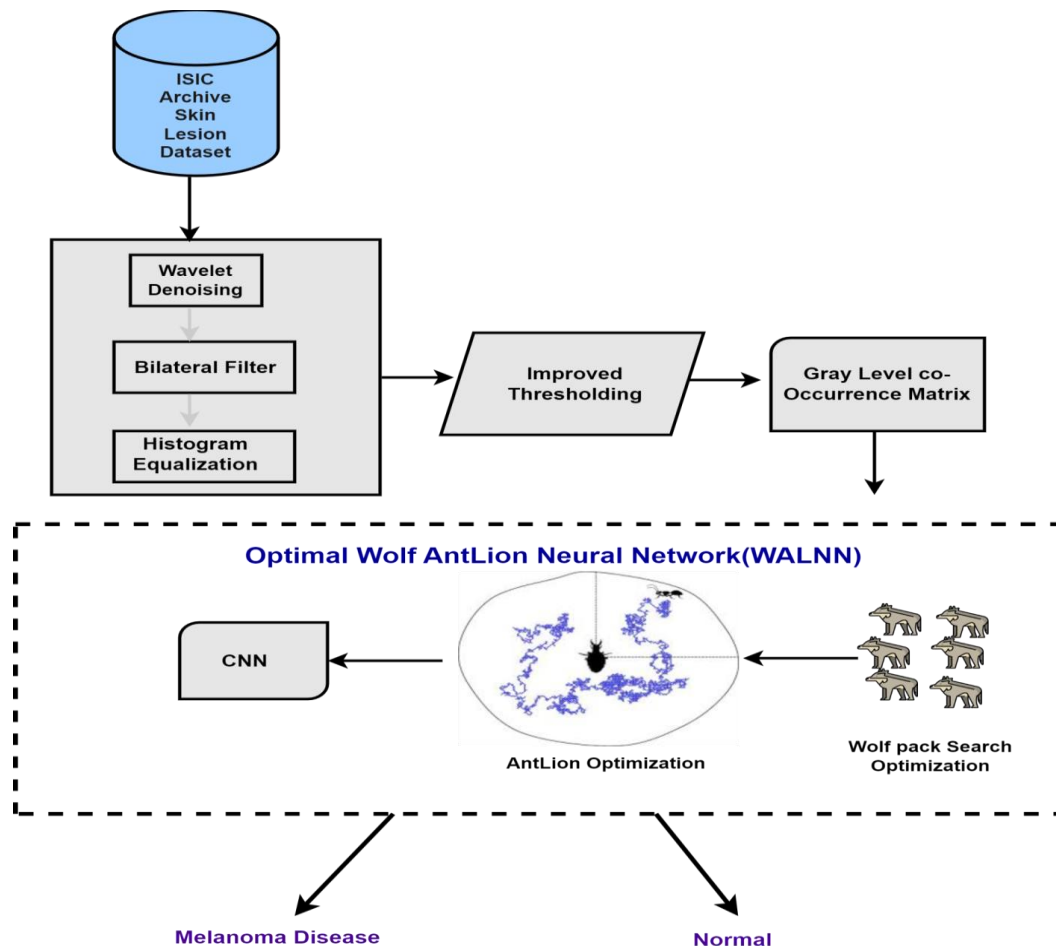 ISIC
Archive
Skin
Lesion
Dataset
Wavelet
Denoising
Bilateral Filter
Histogram
Equalization
Improved
Thresholding
Gray Level co-
Occurrence Matrix
Optimal Wolf AntLion Neural Network(WALNN)
CNN
AntLion Optimization
Wolf pack Search
Optimization
Melanoma Disease
Normal